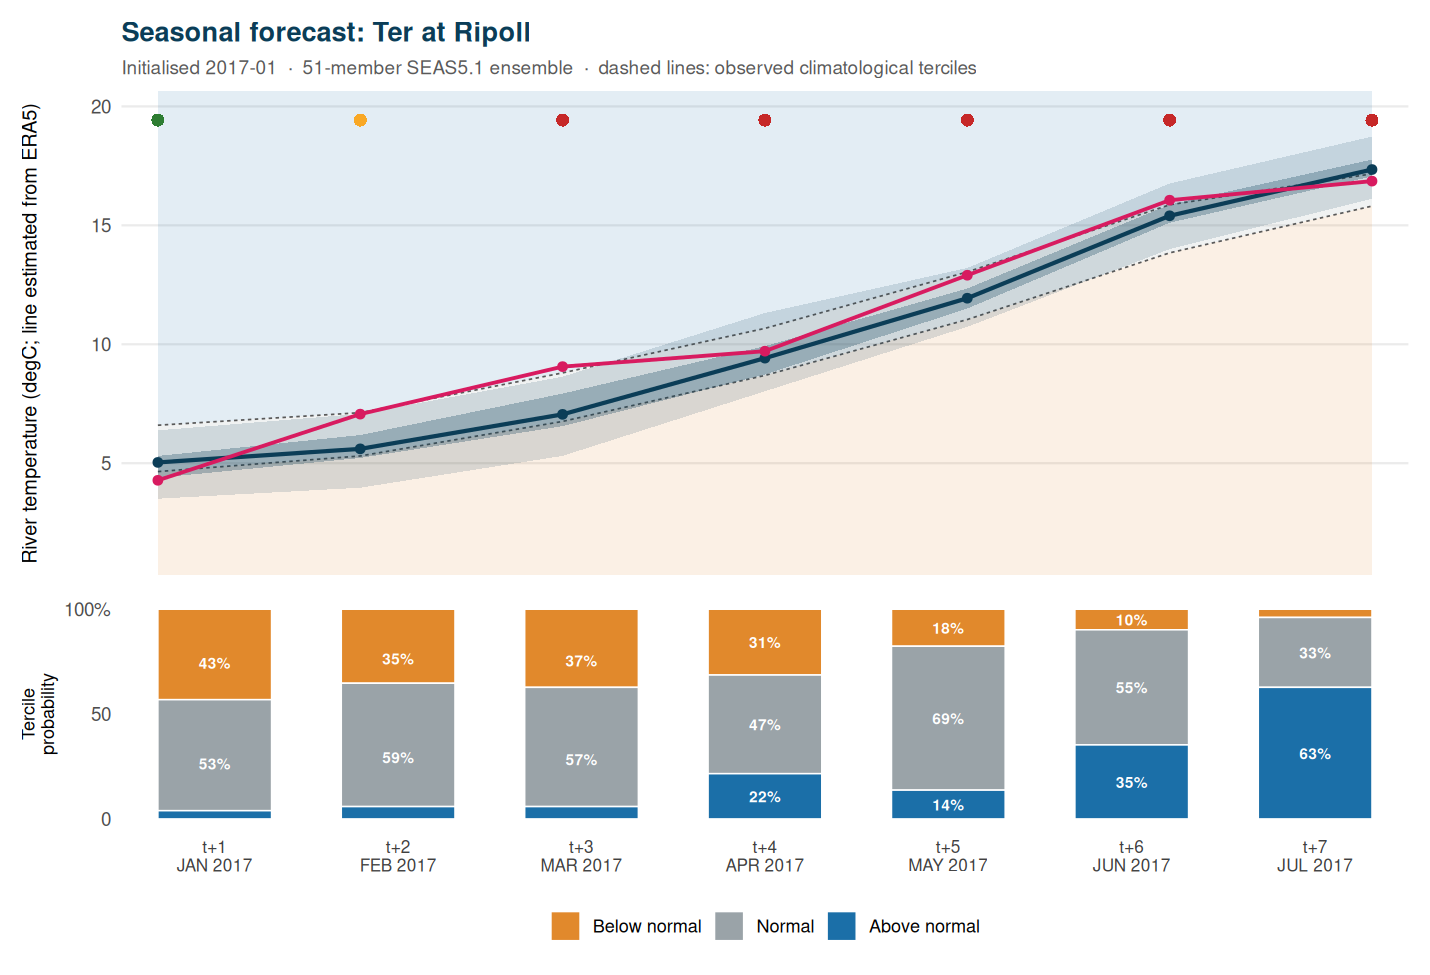 Seasonal forecast: Ter at Ripoll
Initialised 2017-01 · 51-member SEAS5.1 ensemble · dashed lines: observed climatological terciles
River temperature (degC; line estimated from ERA5)
20
15
10
5
Tercile
probability
100%
50
0
43%
35%
37%
31%
18%
10%
53%
59%
57%
47%
69%
55%
33%
22%
14%
35%
63%
t+1
JAN 2017
t+2
FEB 2017
t+3
MAR 2017
t+4
APR 2017
t+5
MAY 2017
t+6
JUN 2017
t+7
JUL 2017
Below normal
Normal
Above normal